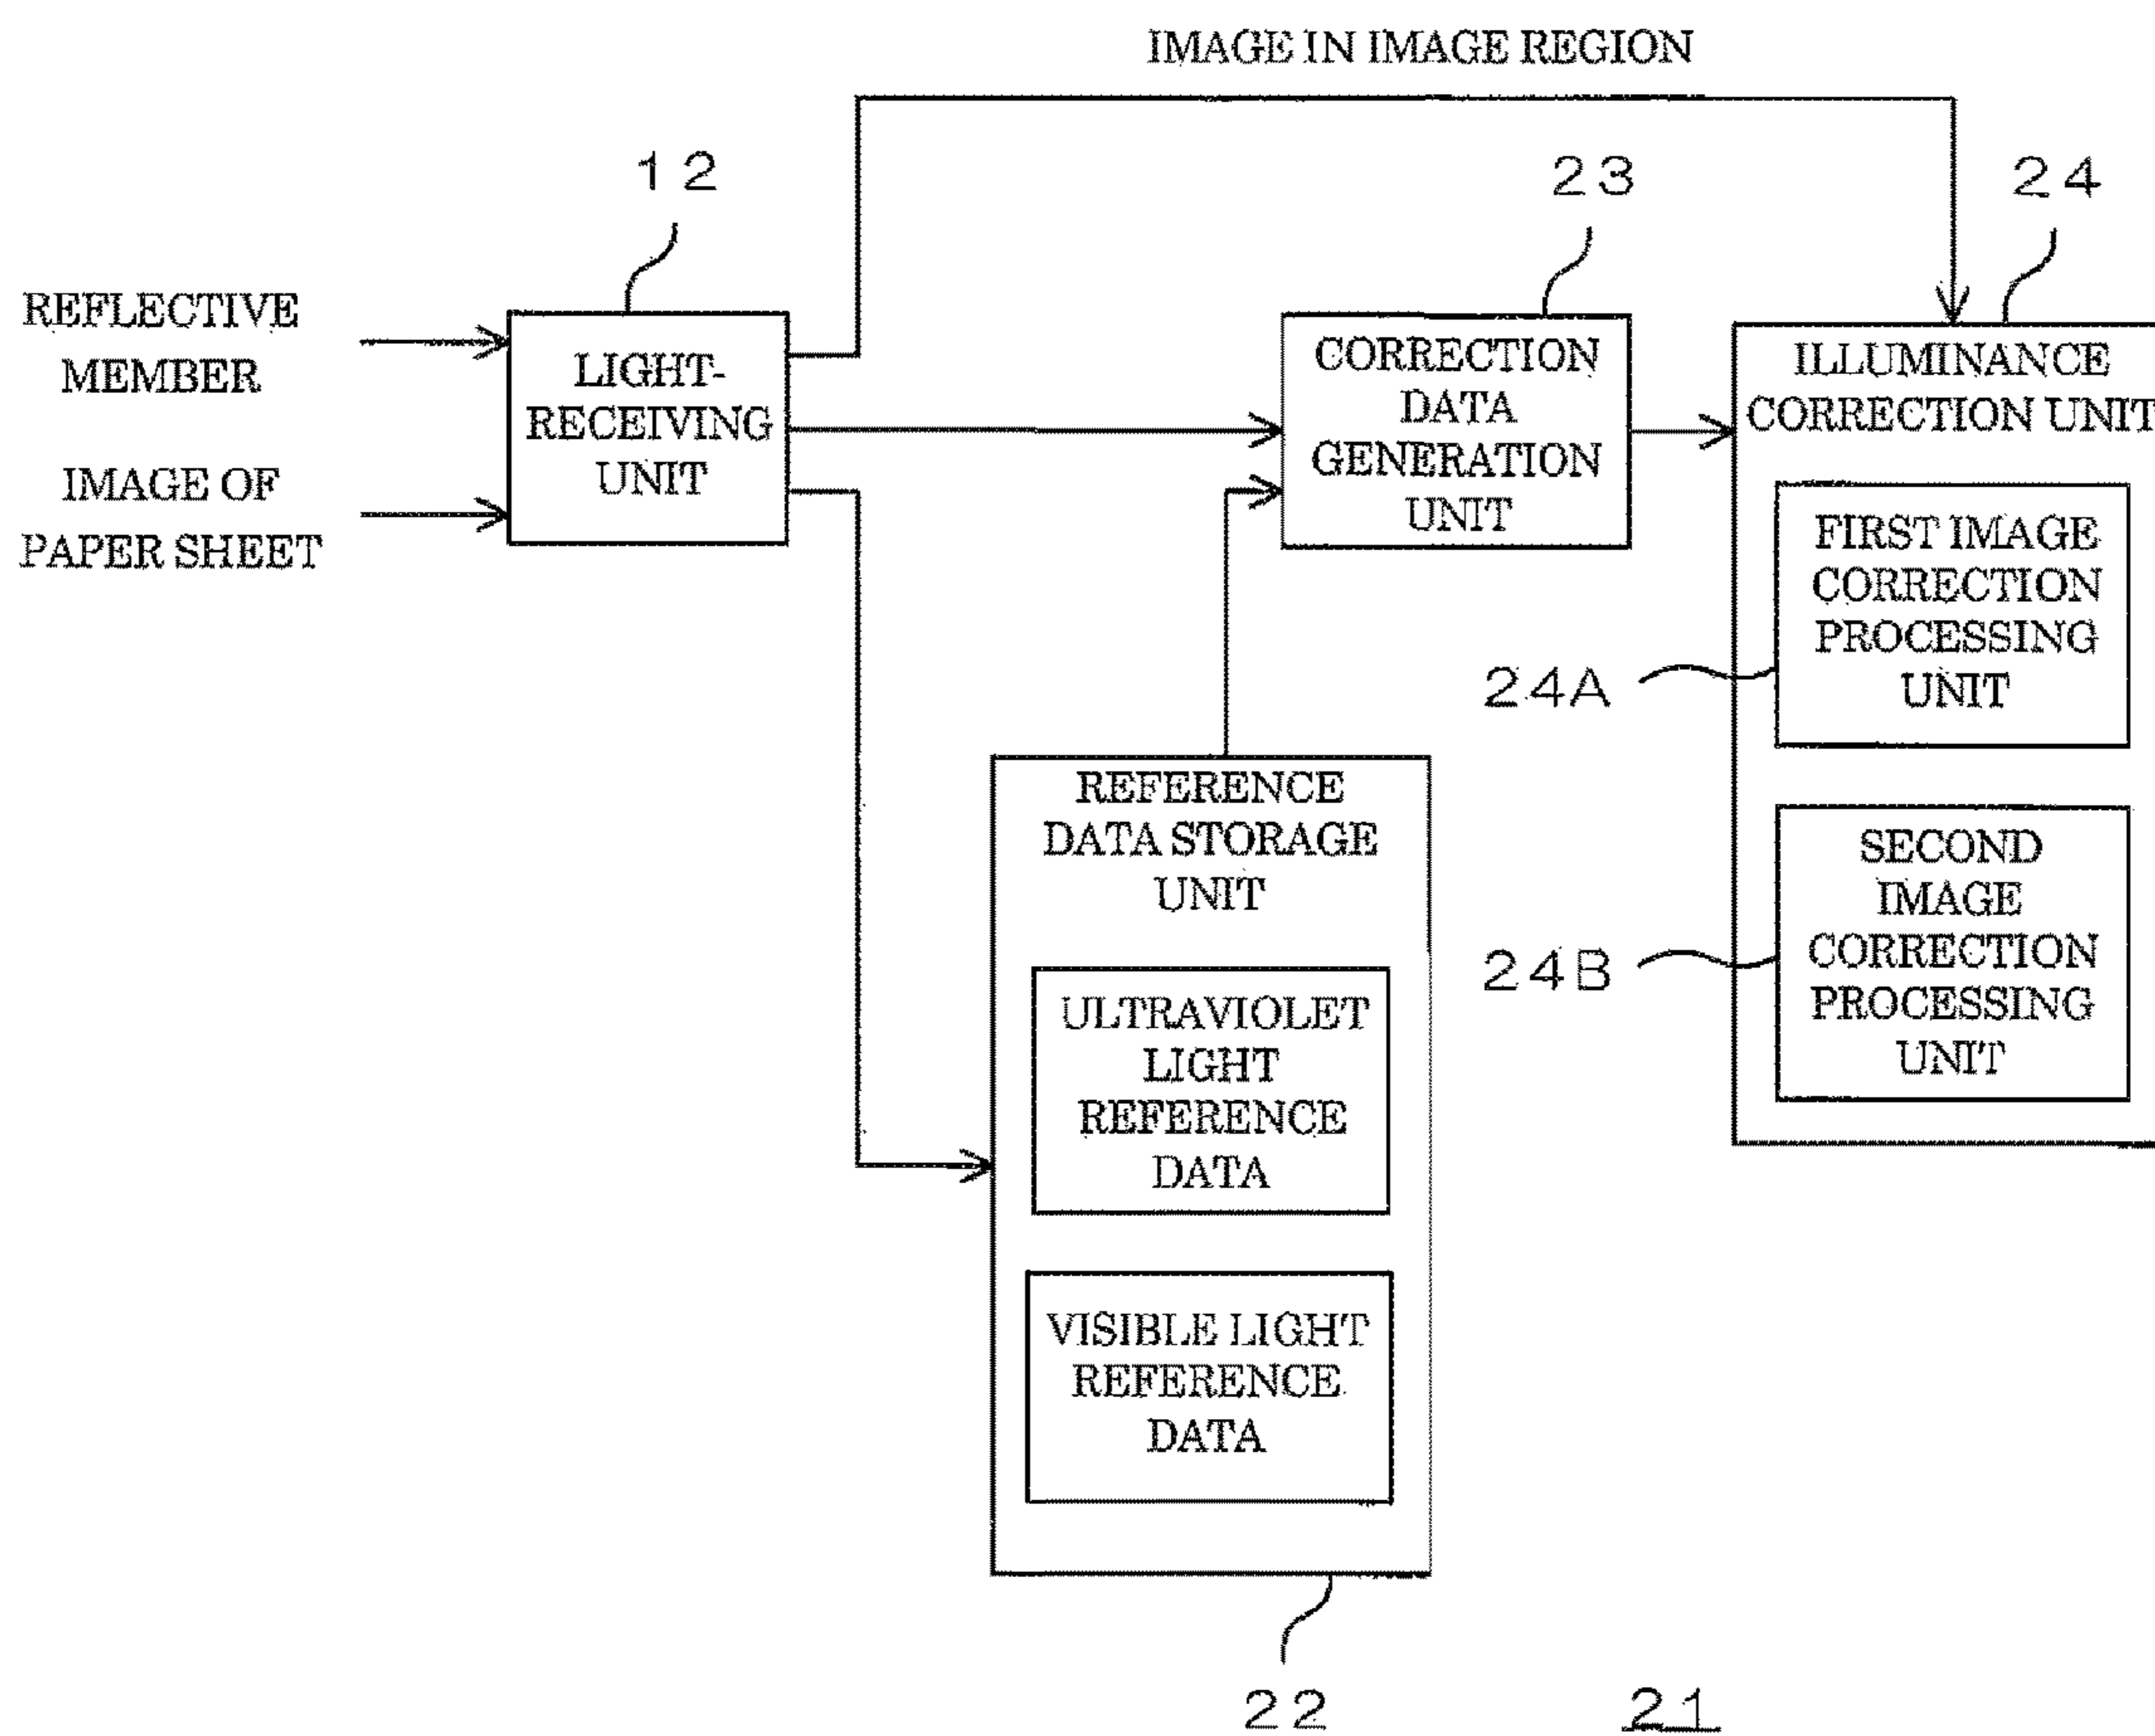 IMAGE IN IMAGE REGION
12
23
24
REFLECTIVE
MEMBER
IMAGE OF
PAPER SHEET
LIGHT-
RECEIVING
UNIT
CORRECTION
DATA
GENERATION
UNIT
ILLUMINANCE
CORRECTION UNIT
FIRST IMAGE
CORRECTION
PROCESSING
UNIT
24A
SECOND
IMAGE
CORRECTION
PROCESSING
UNIT
24B
REFERENCE
DATA STORAGE
UNIT
ULTRAVIOLET
LIGHT
REFERENCE
DATA
VISIBLE LIGHT
REFERENCE
DATA
22
21